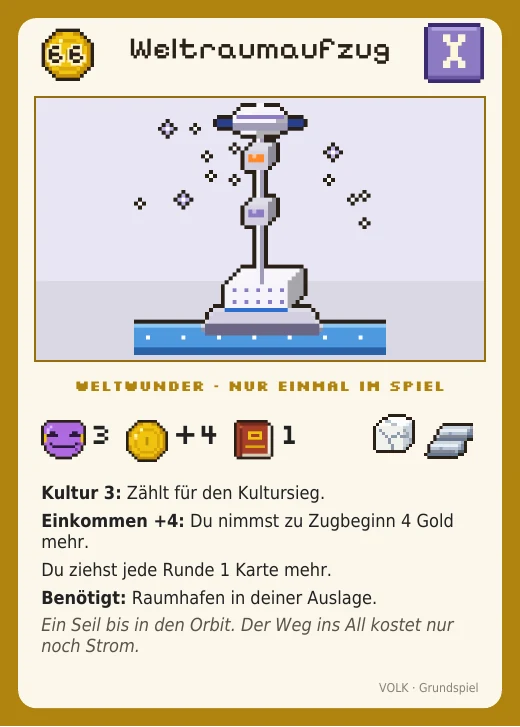 66 Weltraumaufzug X
WELTWUNDER - NUR EINMAL IM SPIEL
3 +4 1
Kultur 3: Zählt für den Kultursieg.
Einkommen +4: Du nimmst zu Zugbeginn 4 Gold
mehr.
Du ziehst jede Runde 1 Karte mehr.
Benötigt: Raumhafen in deiner Auslage.
Ein Seil bis in den Orbit. Der Weg ins All kostet nur
noch Strom.
VOLK · Grundspiel